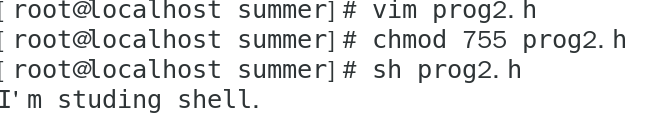 [ root@localhost summer]# vim prog2.h
[ root@localhost summer]# chmod 755 prog2.h
[ root@localhost summer]# sh prog2.h
I'm studing shell.